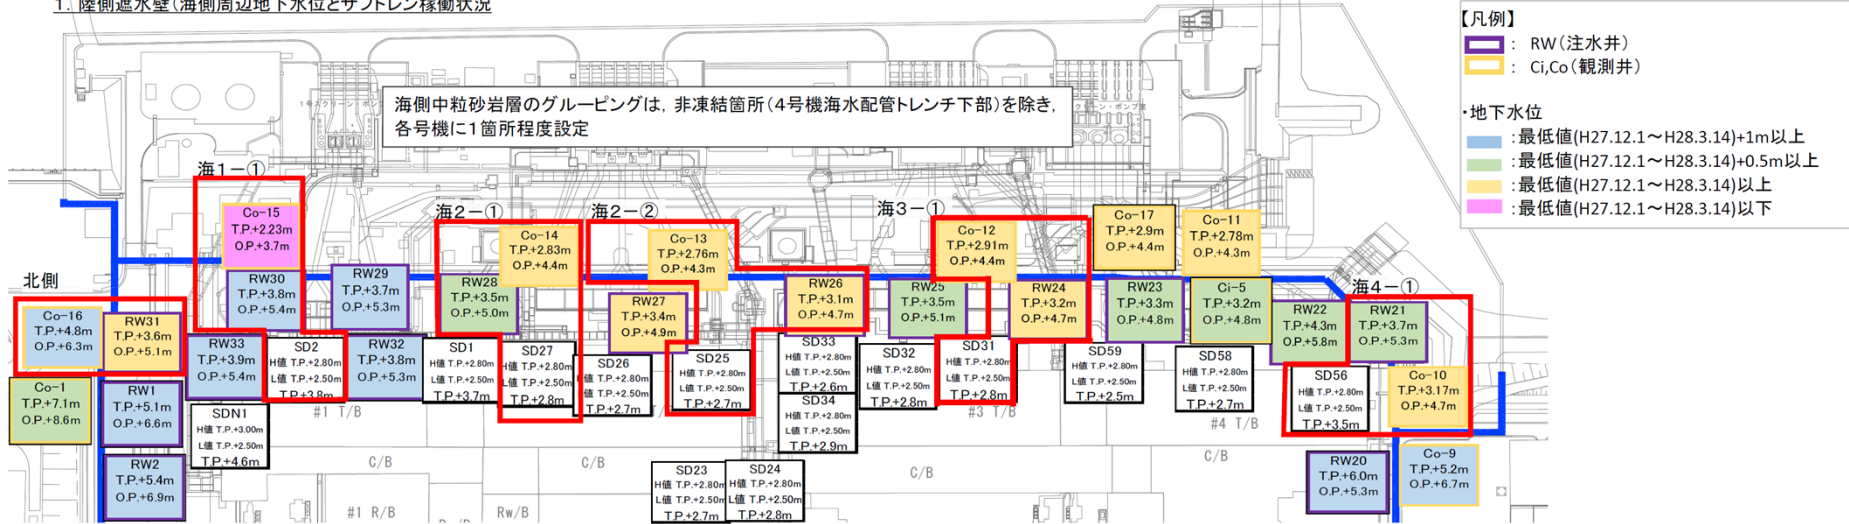 1. 陸側遮水壁(海側周辺地下水位とサブドレン稼働状況
【凡例】
: RW(注水井)
: Ci,Co(観測井)
・地下水位
:最低値(H27.12.1～H28.3.14)+1m以上
:最低値(H27.12.1～H28.3.14)+0.5m以上
:最低値(H27.12.1～H28.3.14)以上
:最低値(H27.12.1～H28.3.14)以下
海側中粒砂岩層のグルーピングは, 非凍結箇所(4号機海水配管トレンチ下部)を除き,
各号機に1箇所程度設定
海1-①
海2-①
海2-②
海3-①
海4-①
北側
Co-15
T.P.+2.23m
O.P.+3.7m
Co-14
T.P.+2.83m
O.P.+4.4m
Co-13
T.P.+2.76m
O.P.+4.3m
Co-12
T.P.+2.91m
O.P.+4.4m
Co-17
T.P.+2.9m
O.P.+4.4m
Co-11
T.P.+2.78m
O.P.+4.3m
RW30
T.P.+3.8m
O.P.+5.4m
RW29
T.P.+3.7m
O.P.+5.3m
RW28
T.P.+3.5m
O.P.+5.0m
RW27
T.P.+3.4m
O.P.+4.9m
RW26
T.P.+3.1m
O.P.+4.7m
RW25
T.P.+3.5m
O.P.+5.1m
RW24
T.P.+3.2m
O.P.+4.7m
RW23
T.P.+3.3m
O.P.+4.8m
Ci-5
T.P.+3.2m
O.P.+4.8m
RW22
T.P.+4.3m
O.P.+5.8m
RW21
T.P.+3.7m
O.P.+5.3m
Co-16
T.P.+4.8m
O.P.+6.3m
RW31
T.P.+3.6m
O.P.+5.1m
RW33
T.P.+3.9m
O.P.+5.4m
SD2
H値 T.P.+2.80m
L値 T.P.+2.50m
T.P.+3.8m
RW32
T.P.+3.8m
O.P.+5.3m
SD1
H値 T.P.+2.80m
L値 T.P.+2.50m
T.P.+3.7m
SD27
H値 T.P.+2.80m
L値 T.P.+2.50m
T.P.+2.8m
SD26
H値 T.P.+2.80m
L値 T.P.+2.50m
T.P.+2.7m
SD25
H値 T.P.+2.80m
L値 T.P.+2.50m
T.P.+2.7m
SD33
H値 T.P.+2.80m
L値 T.P.+2.50m
T.P.+2.6m
SD32
H値 T.P.+2.80m
L値 T.P.+2.50m
T.P.+2.8m
SD31
H値 T.P.+2.80m
L値 T.P.+2.50m
T.P.+2.8m
SD59
H値 T.P.+2.80m
L値 T.P.+2.50m
T.P.+2.5m
SD58
H値 T.P.+2.80m
L値 T.P.+2.50m
T.P.+2.7m
SD56
H値 T.P.+2.80m
L値 T.P.+2.50m
T.P.+3.5m
Co-10
T.P.+3.17m
O.P.+4.7m
Co-1
T.P.+7.1m
O.P.+8.6m
RW1
T.P.+5.1m
O.P.+6.6m
SDN1
H値 T.P.+3.00m
L値 T.P.+2.50m
T.P.+4.6m
SD34
H値 T.P.+2.80m
L値 T.P.+2.50m
T.P.+2.9m
#1 T/B
#3 T/B
#4 T/B
RW2
T.P.+5.4m
O.P.+6.9m
C/B
C/B
C/B
C/B
SD23
H値 T.P.+2.80m
L値 T.P.+2.50m
T.P.+2.7m
SD24
H値 T.P.+2.80m
L値 T.P.+2.50m
T.P.+2.8m
RW20
T.P.+6.0m
O.P.+5.3m
Co-9
T.P.+5.2m
O.P.+6.7m
#1 R/B
Rw/B